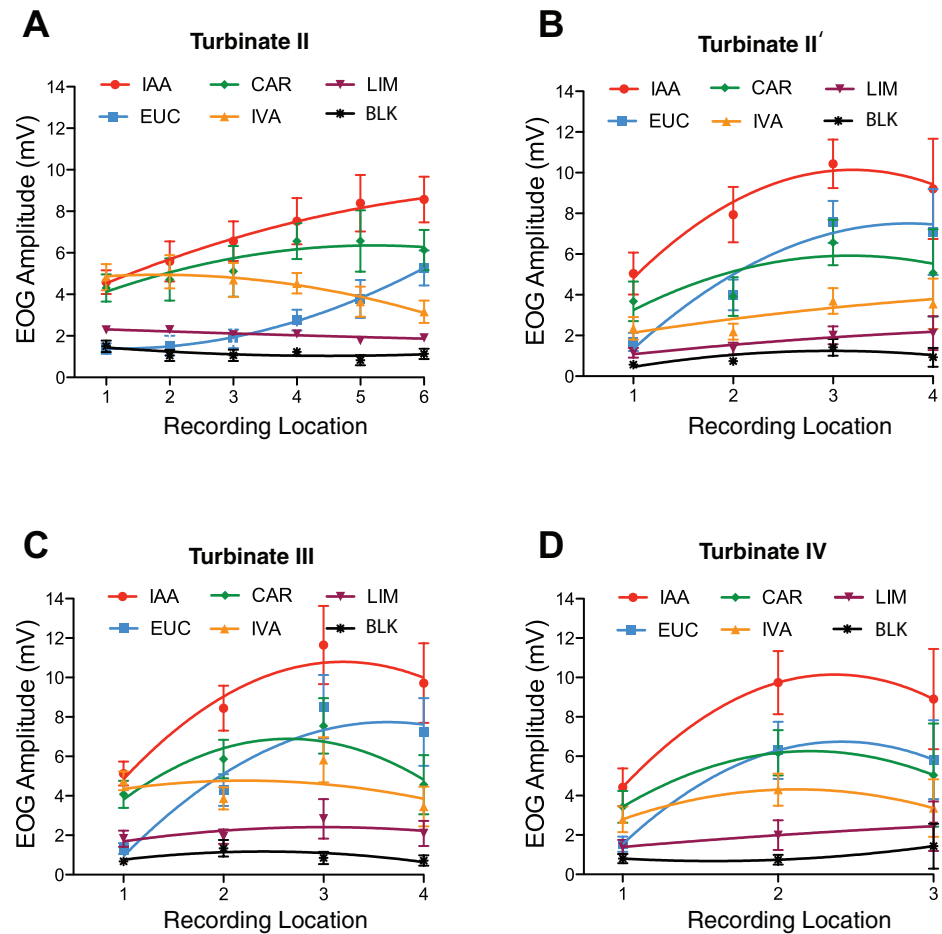 A
Turbinate II
IAA CAR LIM
EUC IVA BLK
EOG Amplitude (mV)
14
12
10
8
6
4
2
0
1 2 3 4 5 6
Recording Location
B
Turbinate II′
IAA CAR LIM
EUC IVA BLK
EOG Amplitude (mV)
14
12
10
8
6
4
2
0
1 2 3 4
Recording Location
C
Turbinate III
IAA CAR LIM
EUC IVA BLK
EOG Amplitude (mV)
14
12
10
8
6
4
2
0
1 2 3 4
Recording Location
D
Turbinate IV
IAA CAR LIM
EUC IVA BLK
EOG Amplitude (mV)
14
12
10
8
6
4
2
0
1 2 3
Recording Location